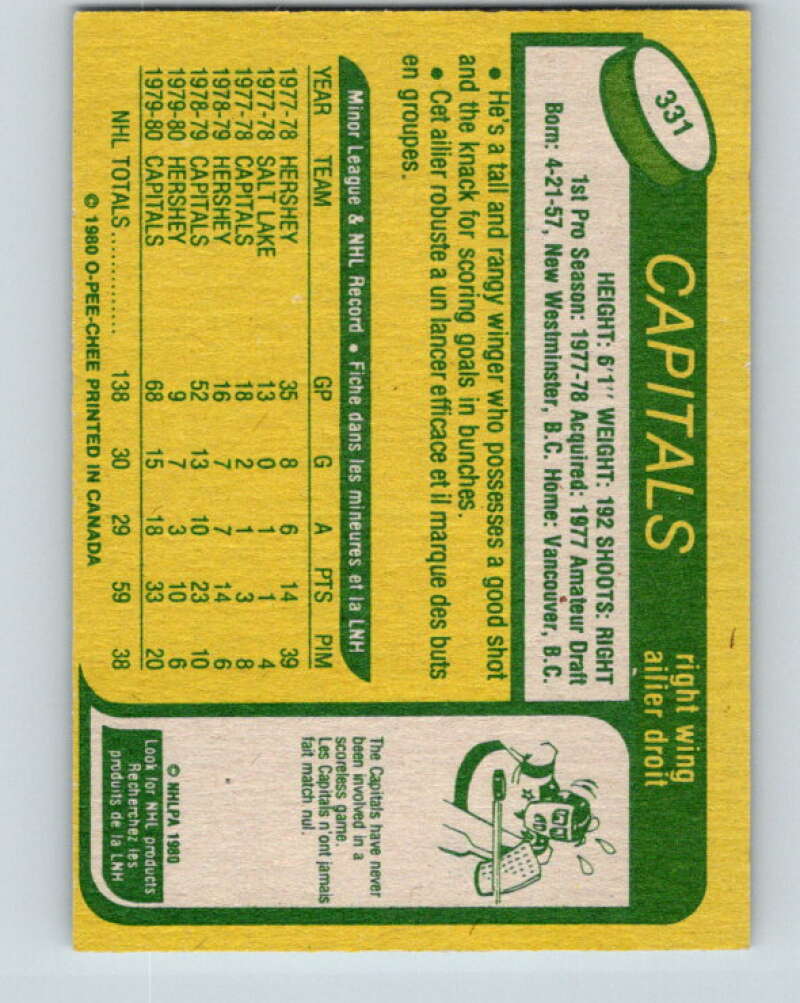 331
CAPITALS
right wing
ailier droit
HEIGHT: 6'1" WEIGHT: 192 SHOOTS: RIGHT
1st Pro Season: 1977-78 Acquired: 1977 Amateur Draft
Born: 4-21-57, New Westminster, B.C. Home: Vancouver, B.C.
• He's a tall and rangy winger who possesses a good shot
and the knack for scoring goals in bunches.
• Cet ailier robuste a un lancer efficace et il marque des buts
en groupes.
Minor League & NHL Record • Fiche dans les mineures et la LNH
YEAR TEAM GP G A PTS PIM
1977-78 HERSHEY 35 8 6 14 39
1977-78 SALT LAKE 13 0 1 1 4
1977-78 CAPITALS 18 2 1 3 8
1978-79 HERSHEY 16 7 7 14 6
1978-79 CAPITALS 52 13 10 23 10
1979-80 HERSHEY 9 7 3 10 6
1979-80 CAPITALS 68 15 18 33 20
NHL TOTALS .............. 138 30 29 59 38
© 1980 O-PEE-CHEE PRINTED IN CANADA
The Capitals have never
been involved in a
scoreless game.
Les Capitals n'ont jamais
fait match nul.
© NHLPA 1980
Look for NHL products
Recherchez les
produits de la LNH